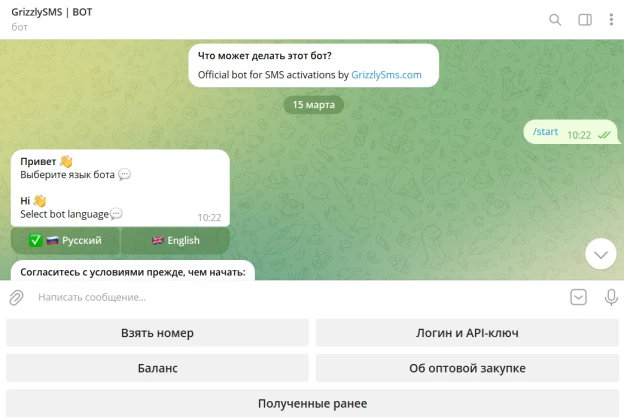 GrizzlySMS | BOT
бот
Что может делать этот бот?
Official bot for SMS activations by GrizzlySms.com
15 марта
/start 10:22
Привет 👋
Выберите язык бота 💬
Hi 👋
Select bot language💬
10:22
✅ 🇷🇺 Русский 🇬🇧 English
Согласитесь с условиями прежде, чем начать:
Написать сообщение...
Взять номер Логин и API-ключ
Баланс Об оптовой закупке
Полученные ранее